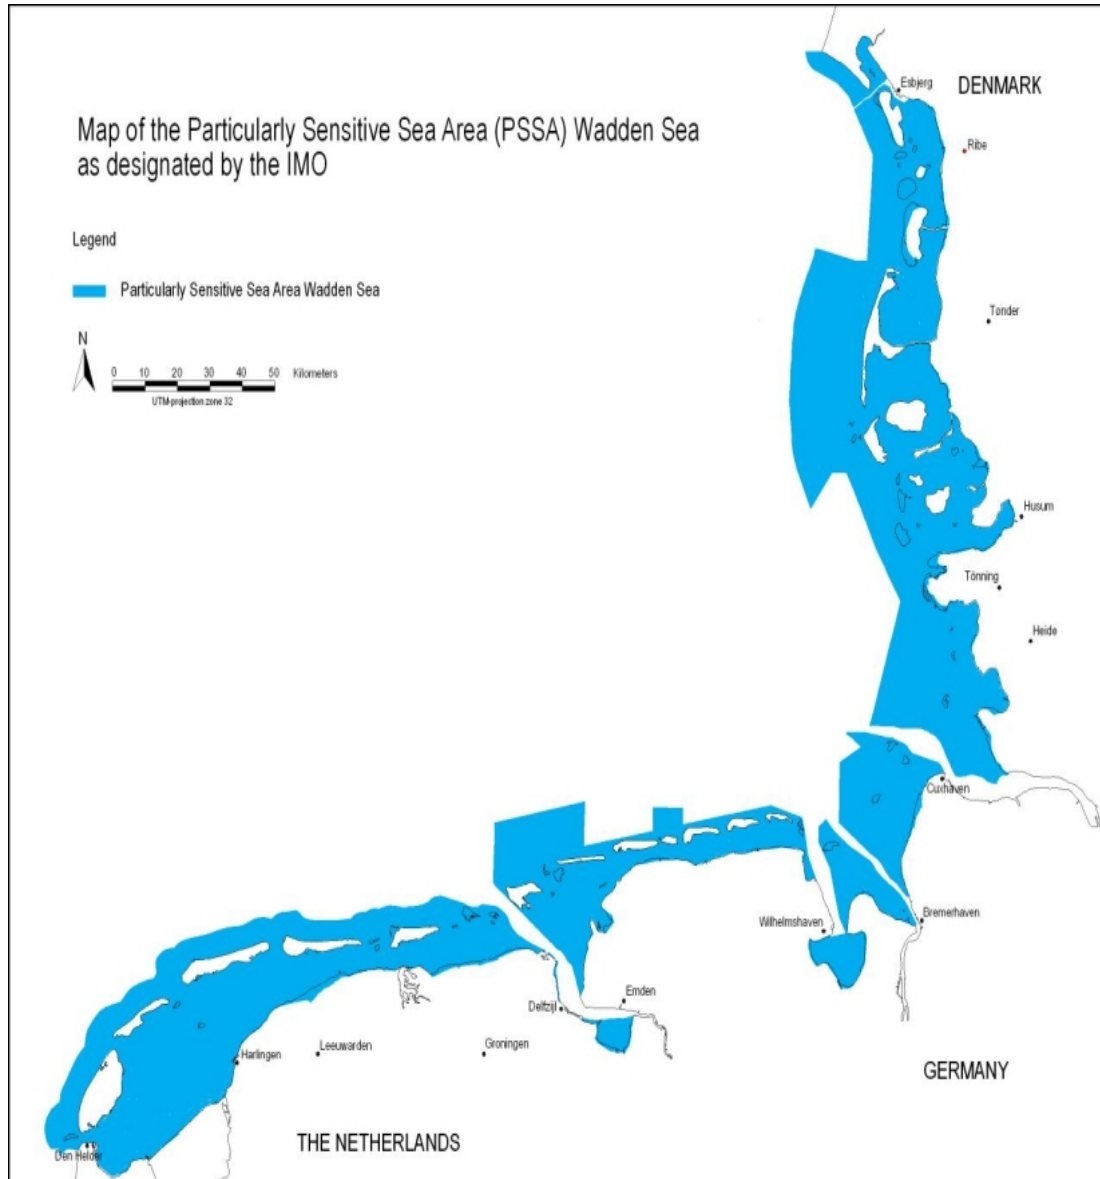 Esbjerg
DENMARK
Map of the Particularly Sensitive Sea Area (PSSA) Wadden Sea
as designated by the IMO
Ribe
Legend
Particularly Sensitive Sea Area Wadden Sea
Tønder
N
0 10 20 30 40 50 Kilometers
UTM-projection zone 32
Husum
Tönning
Heide
Cuxhaven
Bremerhaven
Wilhelmshaven
Emden
Delfzijl
Groningen
Leeuwarden
Harlingen
GERMANY
THE NETHERLANDS
Den Helder